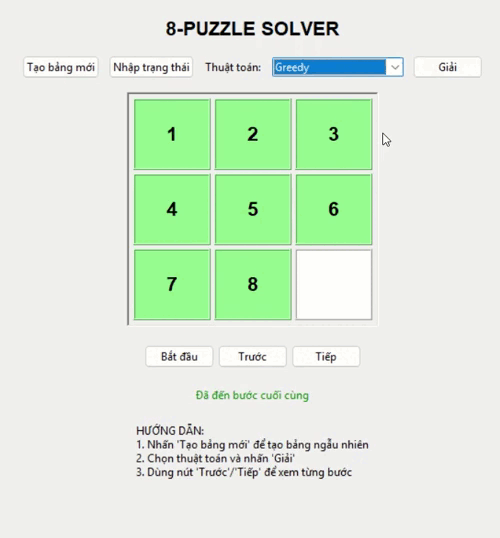 8-PUZZLE SOLVER
Tạo bảng mới Nhập trạng thái Thuật toán: Greedy Giải
1 2 3
4 5 6
7 8
Bắt đầu Trước Tiếp
Đã đến bước cuối cùng
HƯỚNG DẪN:
1. Nhấn 'Tạo bảng mới' để tạo bảng ngẫu nhiên
2. Chọn thuật toán và nhấn 'Giải'
3. Dùng nút 'Trước'/'Tiếp' để xem từng bước